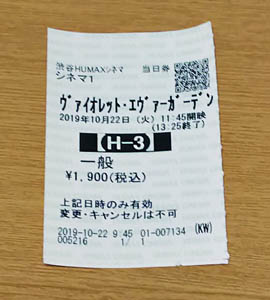 渋谷HUMAXシネマ 当日券
シネマ1
ヴァイオレット・エヴァーガーデン
2019年10月22日 (火) 11:45開映
(13:25終了)
(H-3)
一般
¥1,900(税込)
上記日時のみ有効
変更・キャンセルは不可
2019-10-22 9:45 01-007134 (KW)
005216 1/ 1